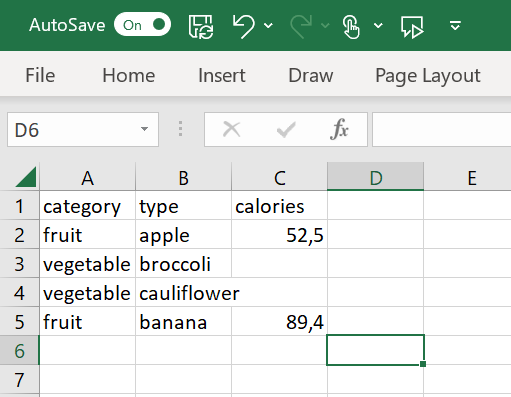 AutoSave On
File Home Insert Draw Page Layout
D6 fx
A B C D E
1 category type calories
2 fruit apple 52,5
3 vegetable broccoli
4 vegetable cauliflower
5 fruit banana 89,4
6
7